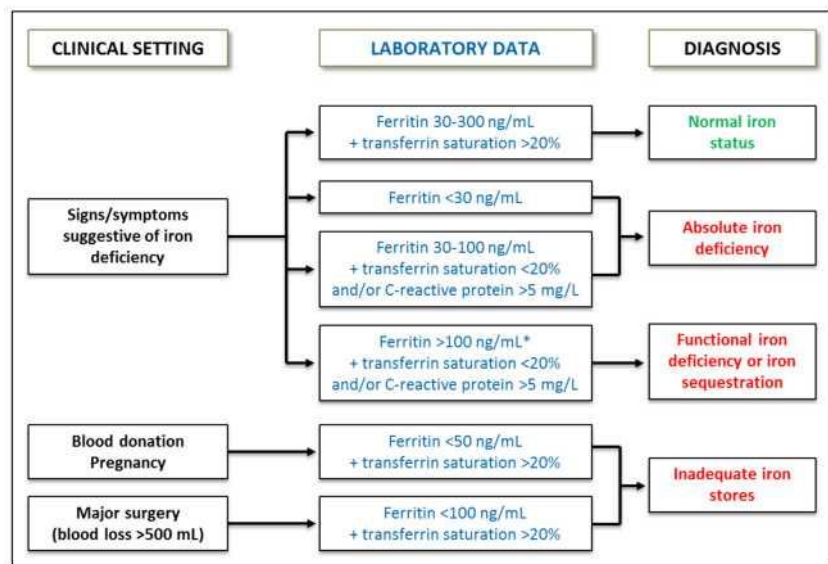 CLINICAL SETTING
LABORATORY DATA
DIAGNOSIS
Signs/symptoms
suggestive of iron
deficiency
Ferritin 30-300 ng/mL
+ transferrin saturation >20%
Normal iron
status
Ferritin <30 ng/mL
Ferritin 30-100 ng/mL
+ transferrin saturation <20%
and/or C-reactive protein >5 mg/L
Absolute iron
deficiency
Ferritin >100 ng/mL*
+ transferrin saturation <20%
and/or C-reactive protein >5 mg/L
Functional iron
deficiency or iron
sequestration
Blood donation
Pregnancy
Ferritin <50 ng/mL
+ transferrin saturation >20%
Major surgery
(blood loss >500 mL)
Ferritin <100 ng/mL
+ transferrin saturation >20%
Inadequate iron
stores